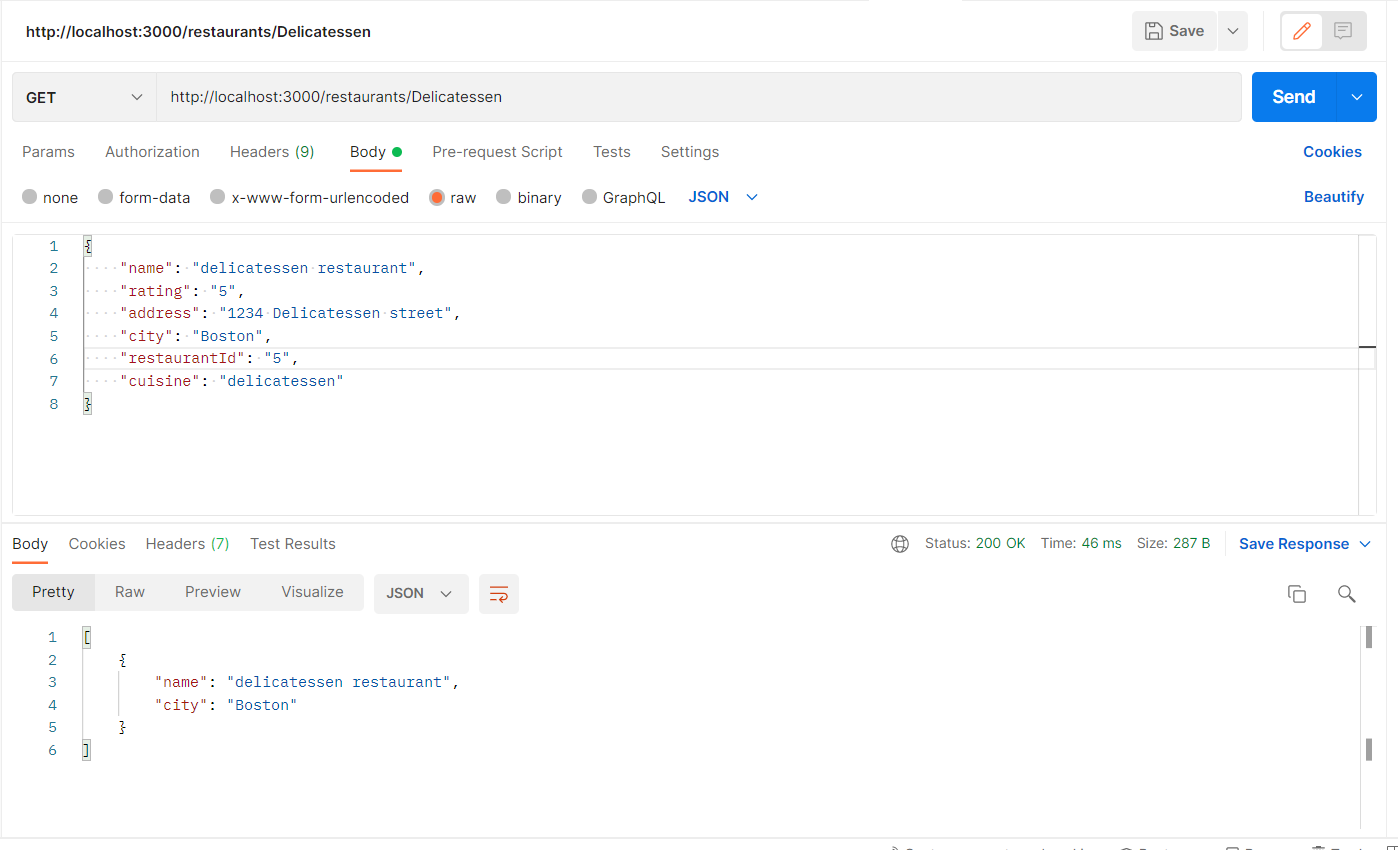 http://localhost:3000/restaurants/Delicatessen
Save
GET
http://localhost:3000/restaurants/Delicatessen
Send
Params Authorization Headers (9) Body Pre-request Script Tests Settings Cookies
none form-data x-www-form-urlencoded raw binary GraphQL JSON Beautify
1 {
2 "name": "delicatessen restaurant",
3 "rating": "5",
4 "address": "1234 Delicatessen street",
5 "city": "Boston",
6 "restaurantId": "5",
7 "cuisine": "delicatessen"
8 }
Body Cookies Headers (7) Test Results Status: 200 OK Time: 46 ms Size: 287 B Save Response
Pretty Raw Preview Visualize JSON
1 [
2 {
3 "name": "delicatessen restaurant",
4 "city": "Boston"
5 }
6 ]